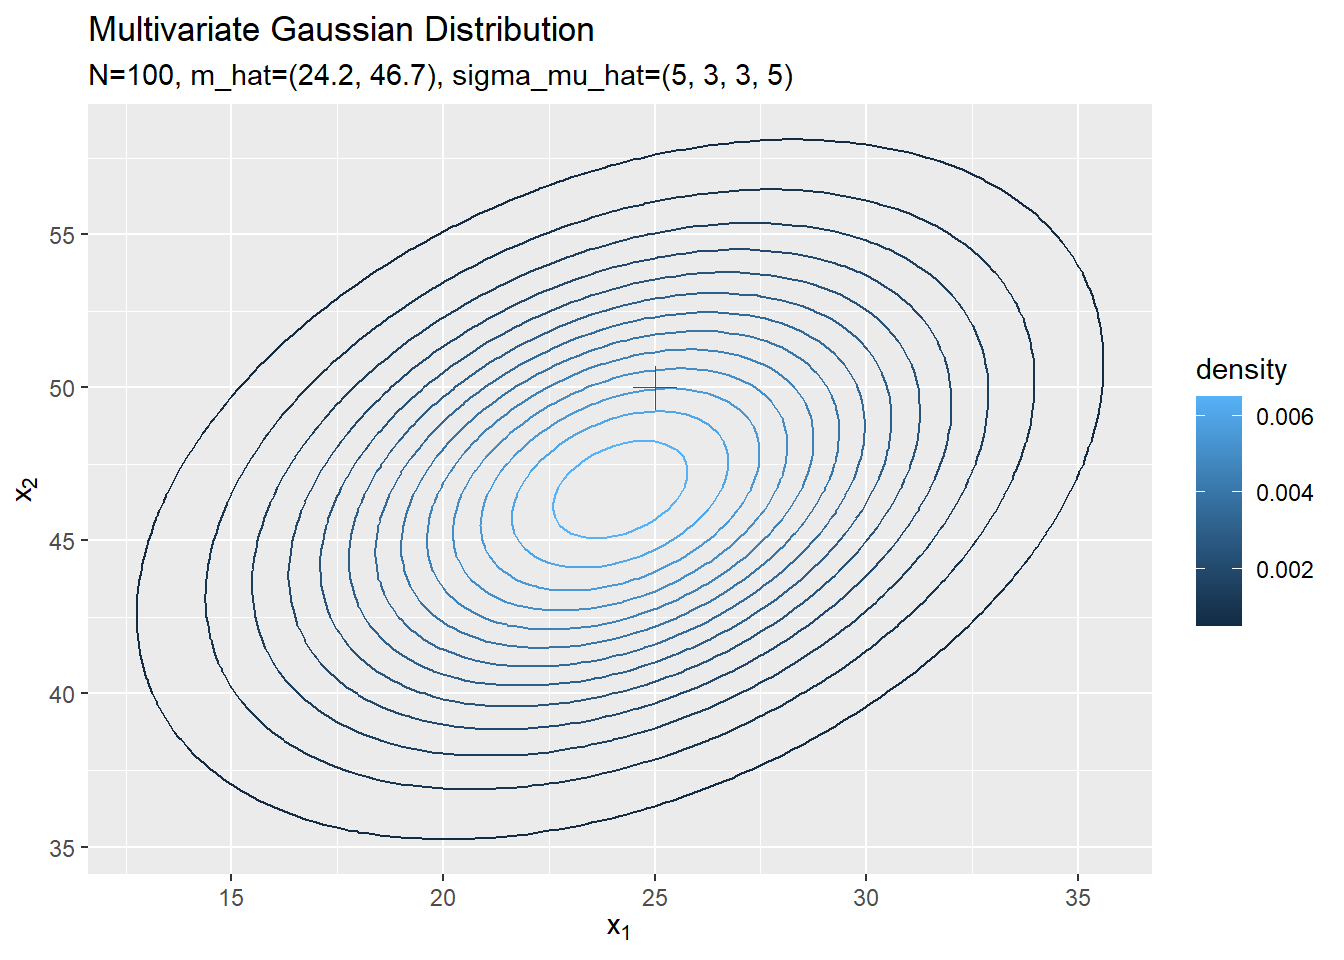 Multivariate Gaussian Distribution
N=100, m_hat=(24.2, 46.7), sigma_mu_hat=(5, 3, 3, 5)
55
50
45
40
35
x₂
15 20 25 30 35
x₁
density
0.006
0.004
0.002